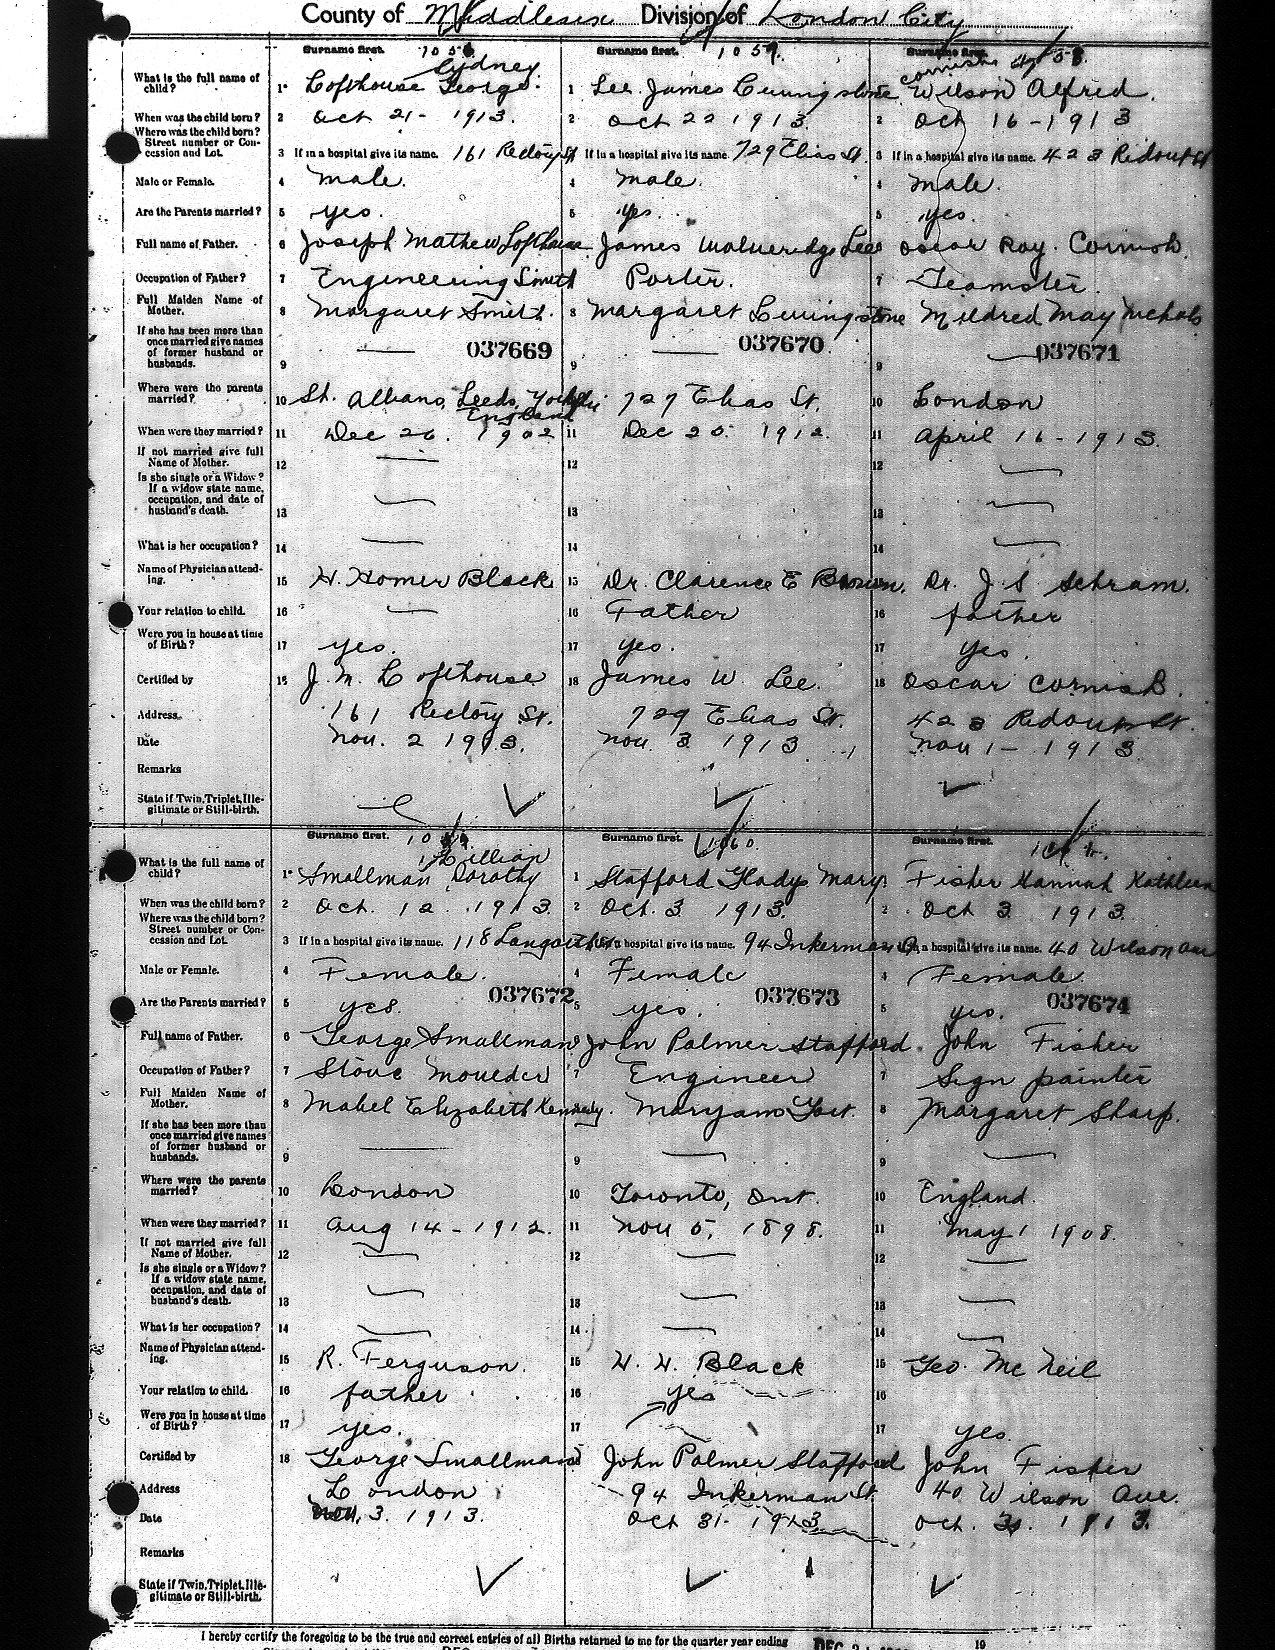 County of Middlesex Division of London City
Surname first. 1056
What is the full name of child? 1 Lofthouse George Sydney.
When was the child born? 2 Oct 21 - 1913.
Where was the child born? Street number or Concession and Lot. 3 If in a hospital give its name. 161 Rectory St
Male or Female. 4 male.
Are the Parents married? 5 yes.
Full name of Father. 6 Joseph Mathew Lofthouse
Occupation of Father? 7 Engineering Smith
Full Maiden Name of Mother. 8 Margaret Smith.
If she has been more than once married give names of former husband or husbands. 9 —
037669
Where were the parents married? 10 St. Albans, Leeds, England
When were they married? 11 Dec 26. 1902
If not married give full Name of Mother. 12 —
Is she single or a Widow? If a widow state name, occupation, and date of husband's death. 13 —
What is her occupation? 14 —
Name of Physician attending. 15 H. Homer Black
Your relation to child. 16 —
Were you in house at time of Birth? 17 yes.
Certified by 18 J. M. Lofthouse
Address. 161 Rectory St.
Date Nov. 2 1913.
Remarks
State if Twin, Triplet, Illegitimate or Still-birth.
Surname first. 1057
1 Lee James
2 Oct 22 1913.
3 If in a hospital give its name. 729 Elias St.
4 male.
5 yes.
6 James Lee
7 Porter.
8 Margaret
037670
9 —
10 727 Elias St.
11 Dec 25. 1912.
12
13
14
15 Dr. Clarence E Brown.
16 Father
17 yes.
18 James W. Lee.
729 Elias St.
Nov. 3 1913
Surname first. 58
1 Cornish Wilson Alfred.
2 Oct 16 - 1913
3 If in a hospital give its name. 423 Ridout St
4 male.
5 yes.
6 Oscar Roy. Cornish.
7 Teamster.
8 Mildred May Nichols
037671
9 —
10 London
11 April 16 - 1913.
12 —
13 —
14 —
15 Dr. J S Schram.
16 father
17 yes.
18 Oscar Cornish.
423 Ridout St.
Nov 1 - 1913.
Surname first.
What is the full name of child? 1 Smallman Dorothy Lillian
When was the child born? 2 Oct. 12. 1913.
Where was the child born? Street number or Concession and Lot. 3 If in a hospital give its name. 118
Male or Female. 4 Female.
037672
Are the Parents married? 5 yes.
Full name of Father. 6 George Smallman
Occupation of Father? 7 Stove Moulder
Full Maiden Name of Mother. 8 Mabel Elizabeth Kennedy.
If she has been more than once married give names of former husband or husbands. 9 —
Where were the parents married? 10 London
When were they married? 11 Aug 14 - 1912.
If not married give full Name of Mother. 12 —
Is she single or a Widow? If a widow state name, occupation, and date of husband's death. 13 —
What is her occupation? 14 —
Name of Physician attending. 15 R. Ferguson.
Your relation to child. 16 father
Were you in house at time of Birth? 17 yes.
Certified by 18 George Smallman
Address London
Date Nov. 3. 1913.
Remarks
State if Twin, Triplet, Illegitimate or Still-birth.
Surname first. 1060.
1 Stafford Glady Mary
2 Oct. 3 1913.
3 If in a hospital give its name. 94 Inkerman
4 Female
037673
5 yes.
6 John Palmer Stafford
7 Engineer
8
9 —
10 Toronto, Ont.
11 Nov 5, 1898.
12 —
13 —
14 —
15 H. H. Black
16 yes
17
John Palmer Stafford
94 Inkerman St.
Oct 31 - 1913
Surname first.
Fisher Hannah Kathleen
2 Oct 3 1913.
If in a hospital give its name. 40 Wilson Ave
4 Female.
037674
5 yes.
John Fisher
7 Sign painter
8 Margaret Sharp.
9 —
10 England.
11 May 1 1908.
12 —
13 —
14 —
15 Geo. McNeil
16
17 yes.
John Fisher
40 Wilson Ave.
Oct. 1913.
I hereby certify the foregoing to be the true and correct entries of all Births returned to me for the quarter year ending DEC 31 19